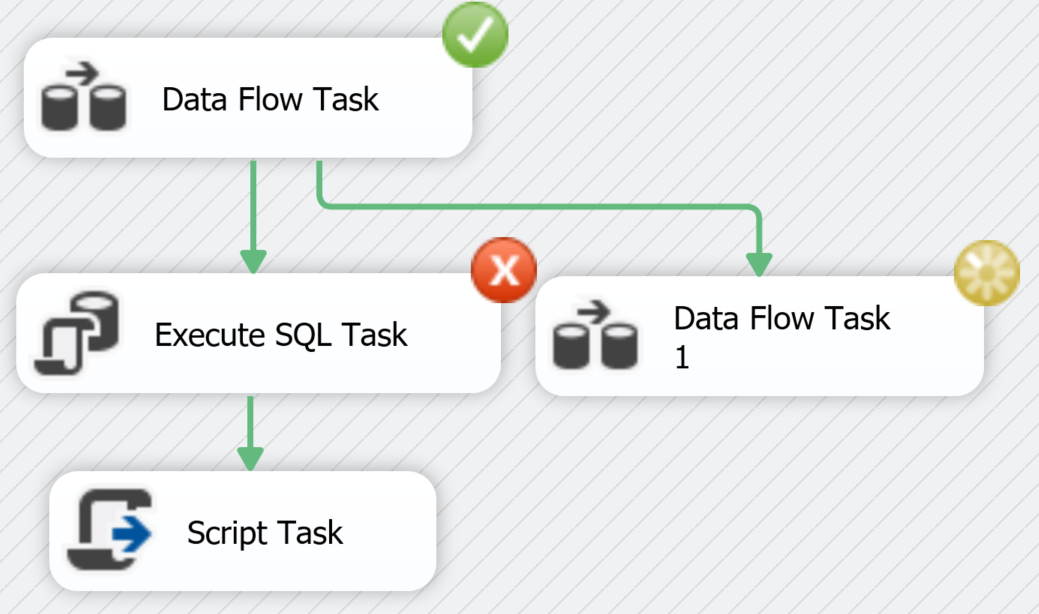 Data Flow Task
Execute SQL Task
Data Flow Task
1
Script Task